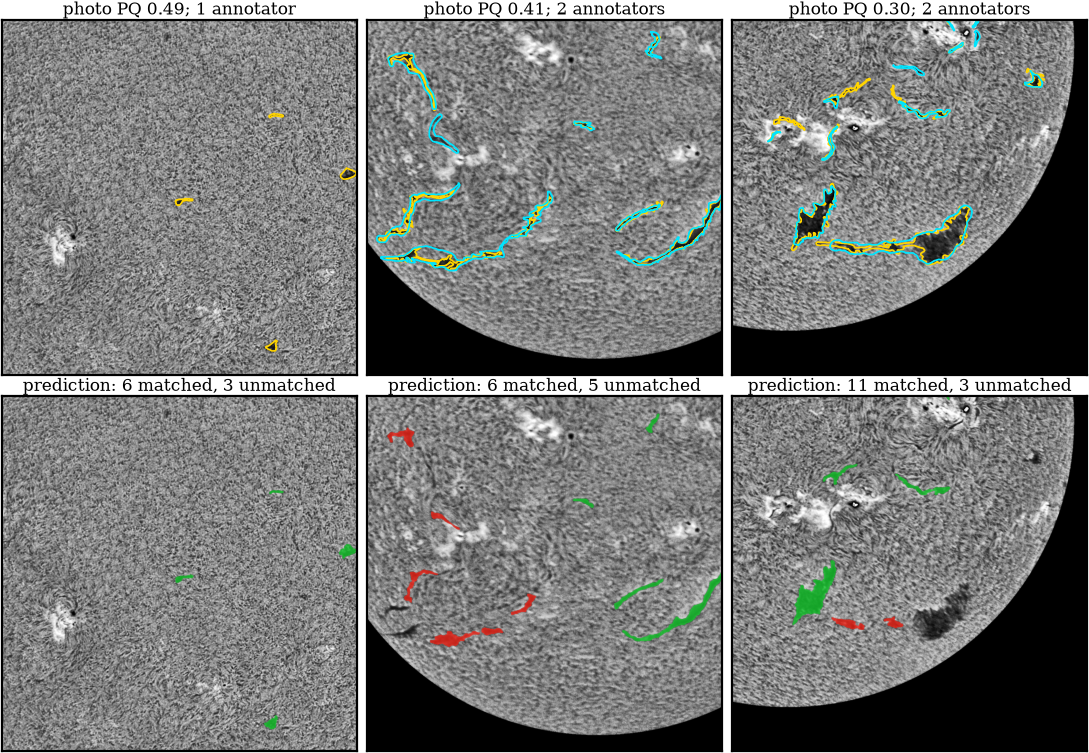 photo PQ 0.49; 1 annotator
photo PQ 0.41; 2 annotators
photo PQ 0.30; 2 annotators
prediction: 6 matched, 3 unmatched
prediction: 6 matched, 5 unmatched
prediction: 11 matched, 3 unmatched